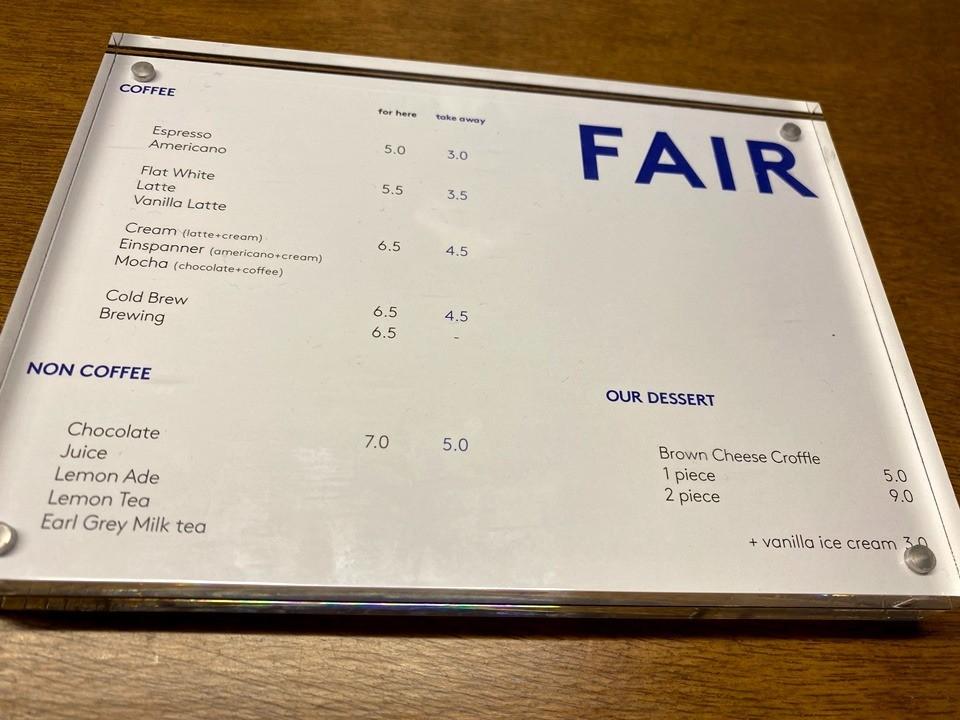 COFFEE
for here take away
FAIR
Espresso
Americano 5.0 3.0
Flat White
Latte 5.5 3.5
Vanilla Latte
Cream (latte+cream)
Einspanner (americano+cream) 6.5 4.5
Mocha (chocolate+coffee)
Cold Brew 6.5 4.5
Brewing 6.5 -
NON COFFEE
Chocolate 7.0 5.0
Juice
Lemon Ade
Lemon Tea
Earl Grey Milk tea
OUR DESSERT
Brown Cheese Croffle
1 piece 5.0
2 piece 9.0
+ vanilla ice cream 3.0